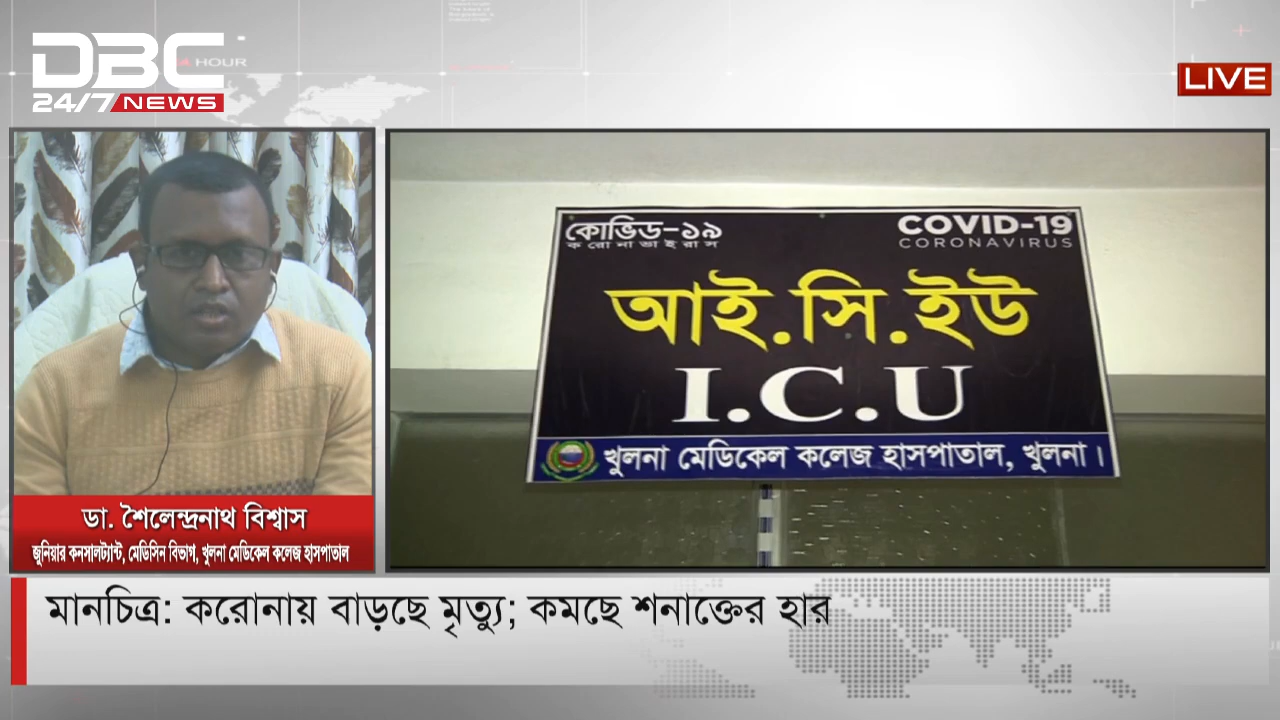 DBC
24/7 NEWS
HOUR
LIVE
কোভিড-১৯
করোনাভাইরাস
COVID-19
CORONAVIRUS
আই.সি.ইউ
I.C.U
খুলনা মেডিকেল কলেজ হাসপাতাল, খুলনা।
ডা. শৈলেন্দ্রনাথ বিশ্বাস
জুনিয়ার কনসালট্যান্ট, মেডিসিন বিভাগ, খুলনা মেডিকেল কলেজ হাসপাতাল
মানচিত্র: করোনায় বাড়ছে মৃত্যু; কমছে শনাক্তের হার